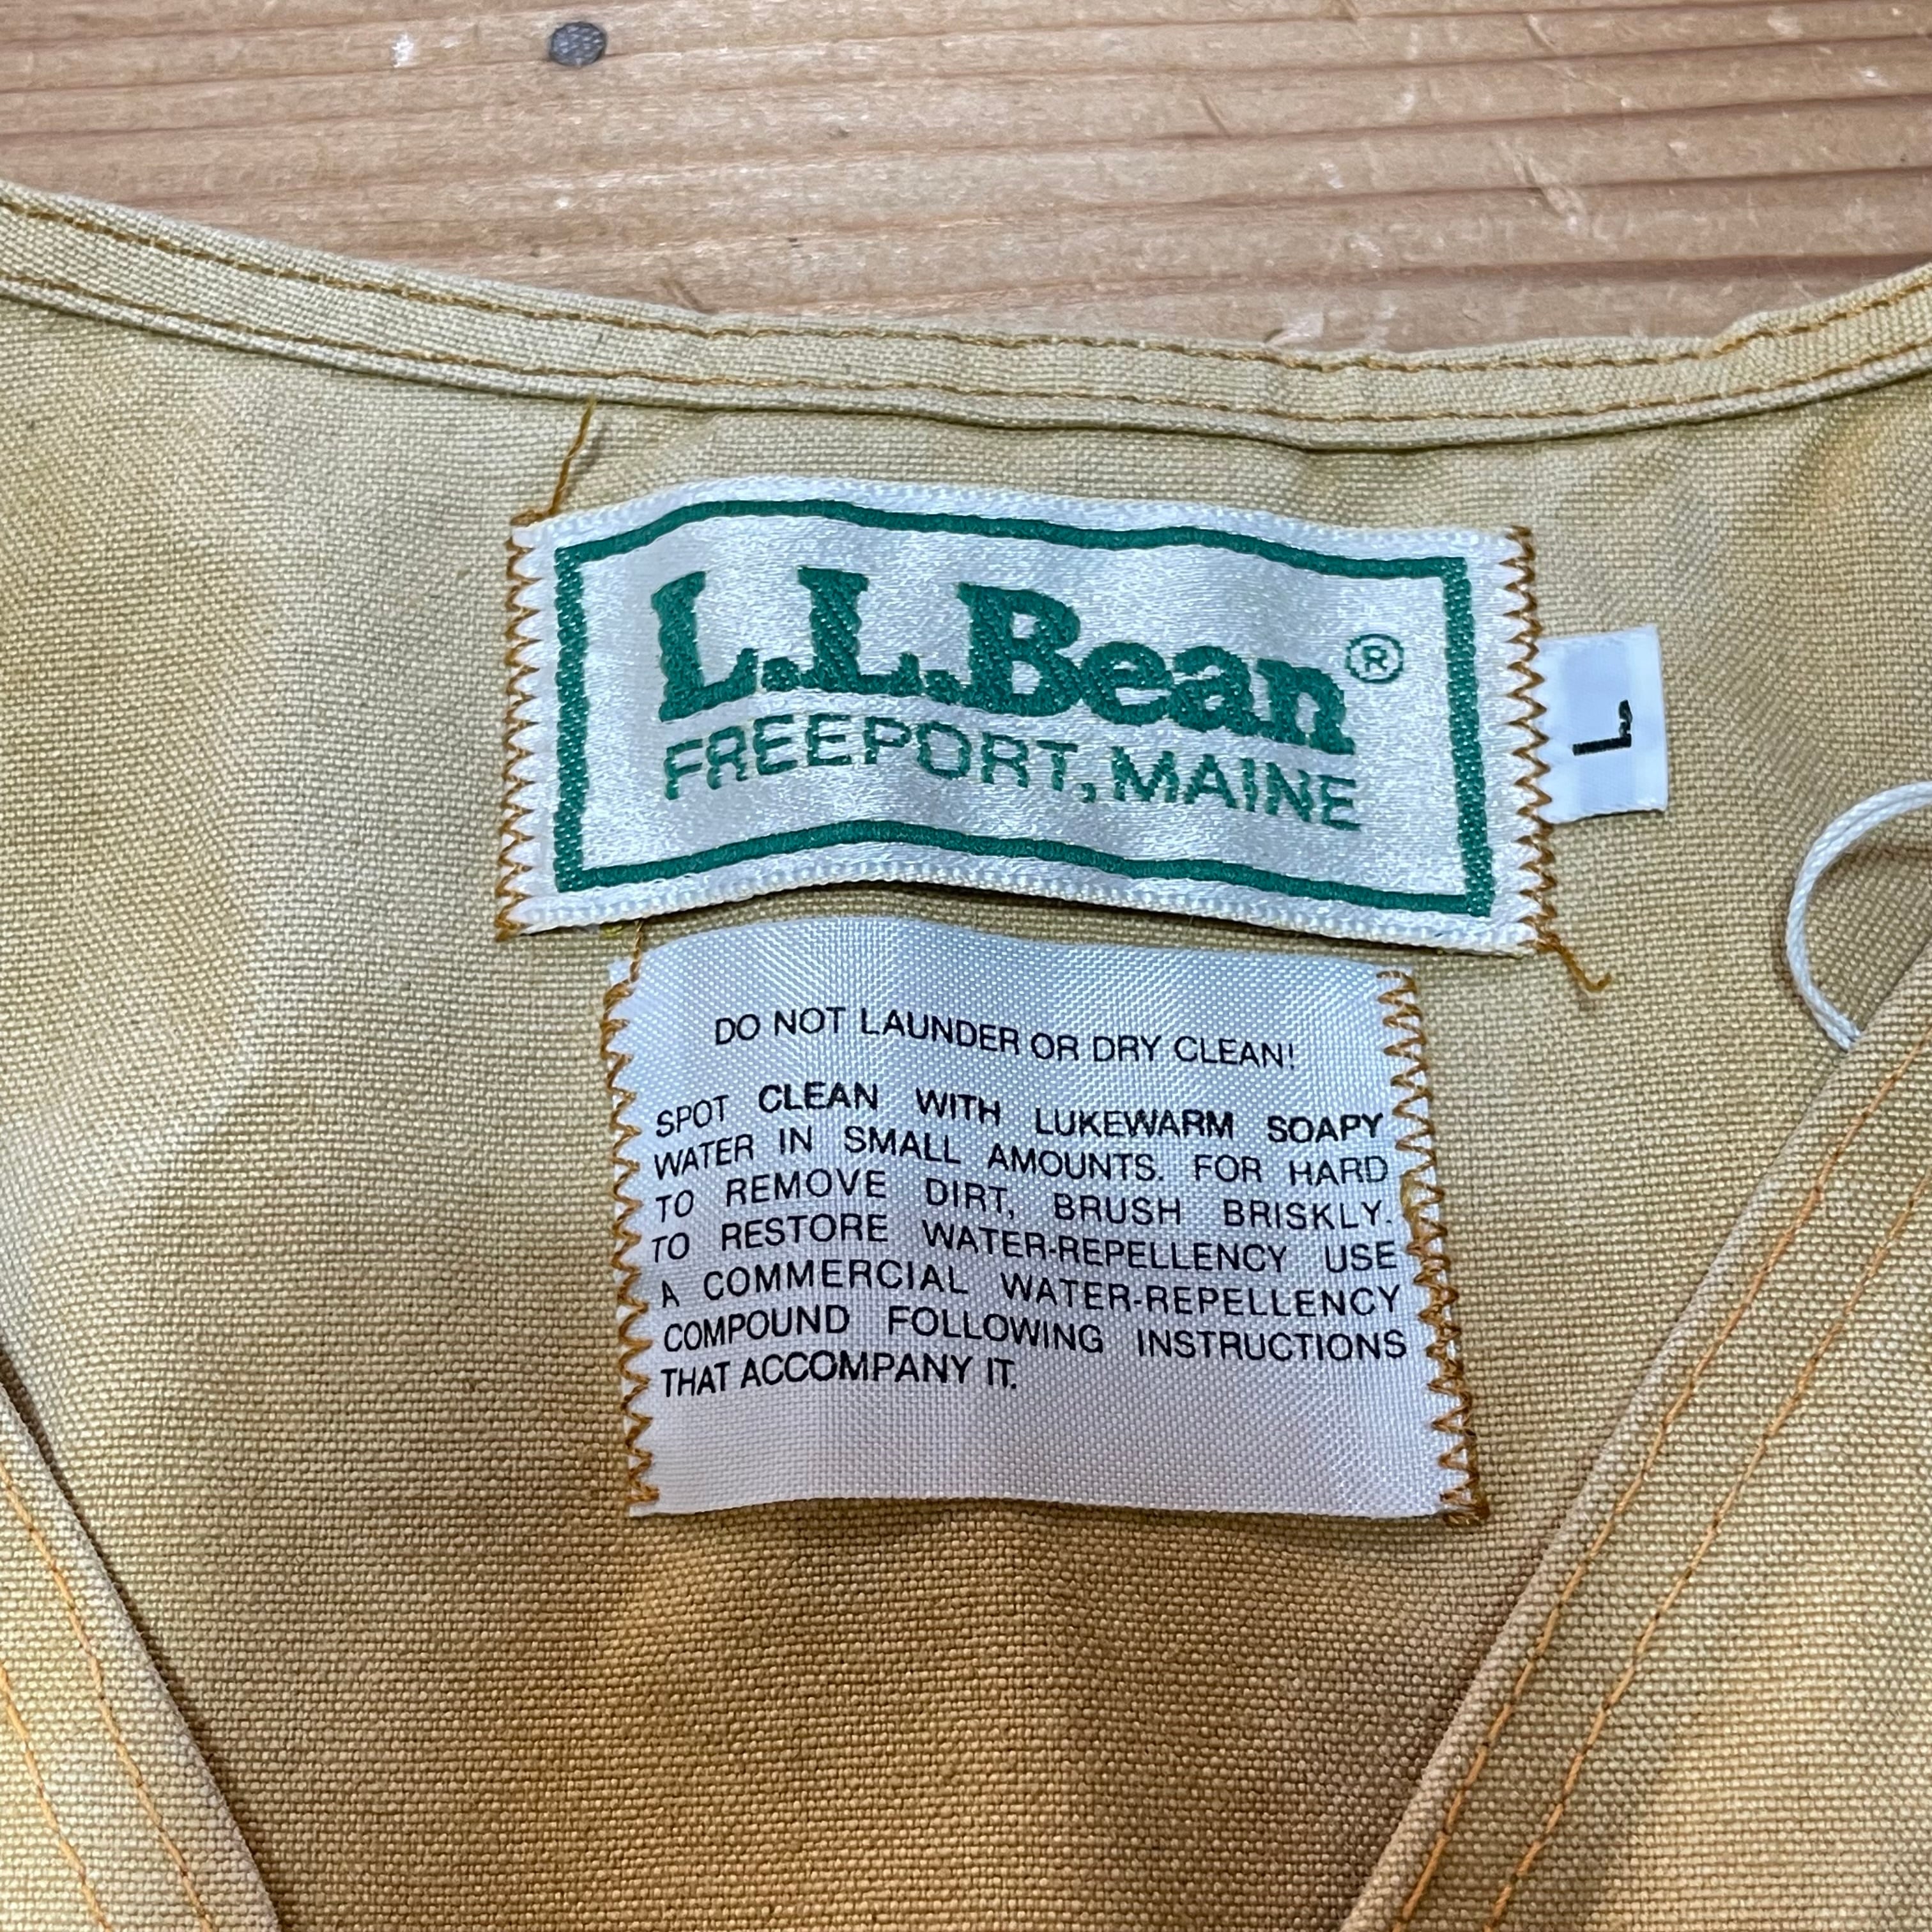 L.L.Bean®
FREEPORT, MAINE
L
DO NOT LAUNDER OR DRY CLEAN!
SPOT CLEAN WITH LUKEWARM SOAPY
WATER IN SMALL AMOUNTS. FOR HARD
TO REMOVE DIRT, BRUSH BRISKLY.
TO RESTORE WATER-REPELLENCY USE
A COMMERCIAL WATER-REPELLENCY
COMPOUND FOLLOWING INSTRUCTIONS
THAT ACCOMPANY IT.